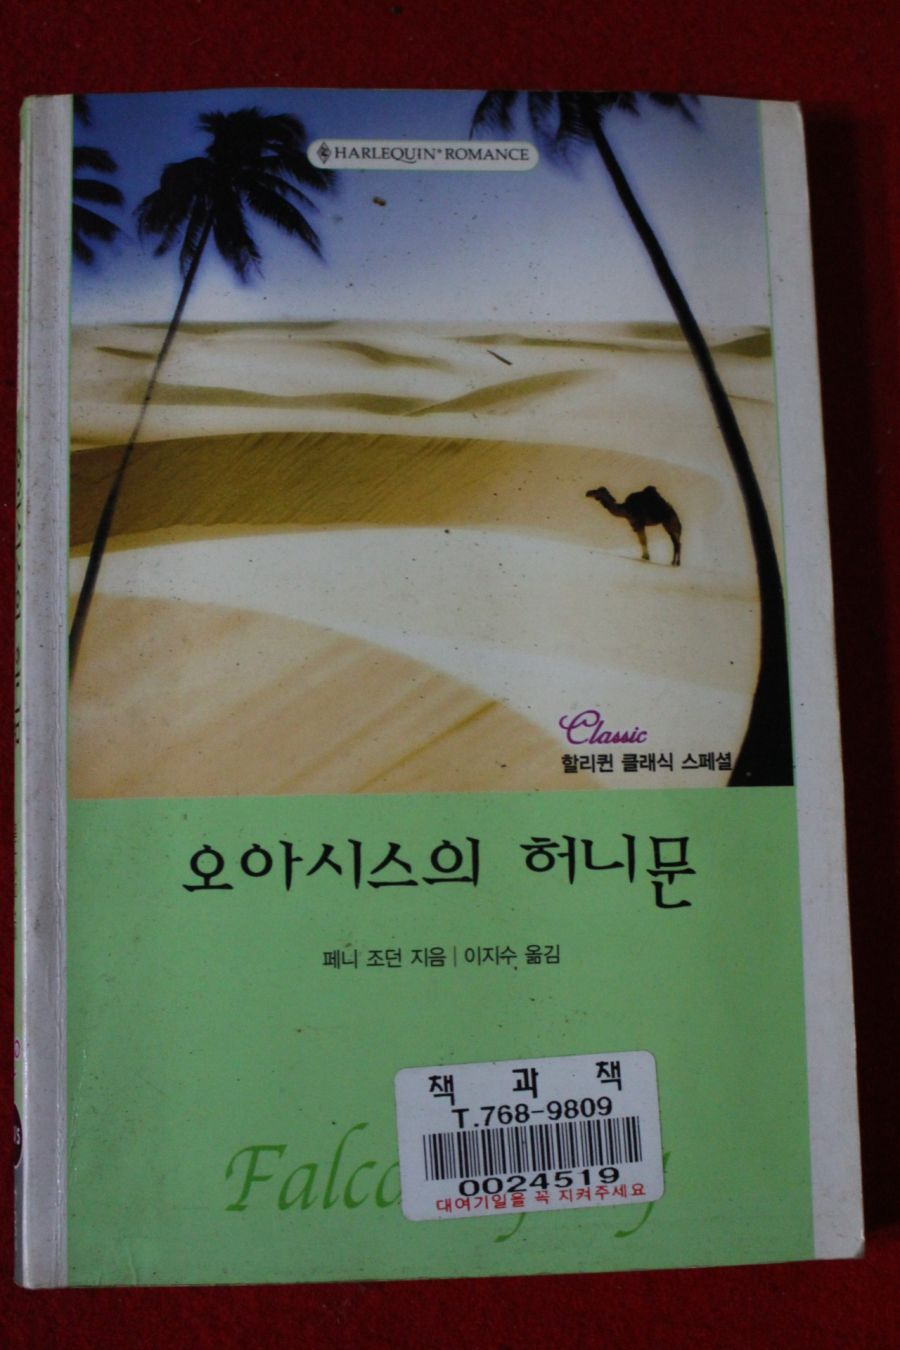 HARLEQUIN® ROMANCE
Classic
할리퀸 클래식 스페셜
오아시스의 허니문
페니 조던 지음 | 이지수 옮김
책 과 책
T.768-9809
0024519
대여기일을 꼭 지켜주세요